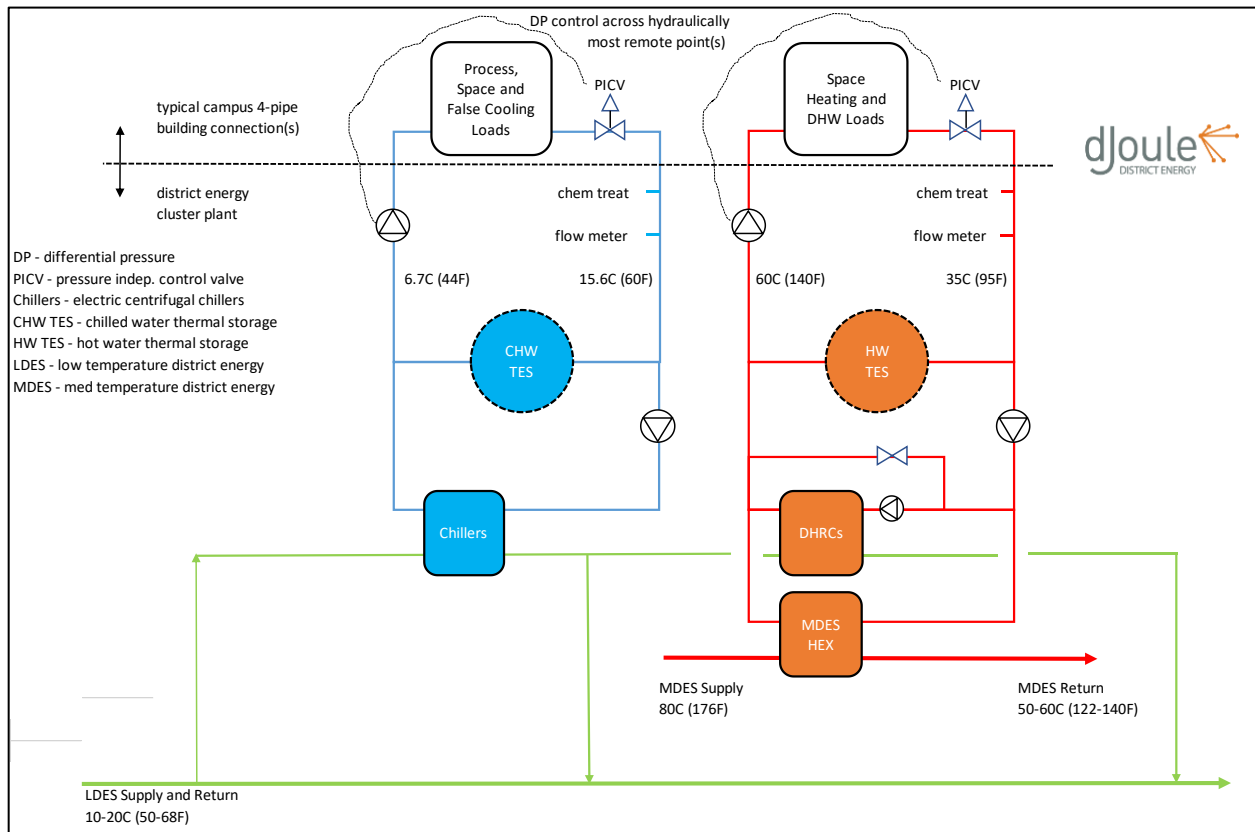 DP control across hydraulically
most remote point(s)
Process,
Space and
False Cooling
Loads
PICV
Space
Heating and
DHW Loads
PICV
typical campus 4-pipe
building connection(s)
district energy
cluster plant
djoule
DISTRICT ENERGY
chem treat
flow meter
chem treat
flow meter
DP - differential pressure
PICV - pressure indep. control valve
Chillers - electric centrifugal chillers
CHW TES - chilled water thermal storage
HW TES - hot water thermal storage
LDES - low temperature district energy
MDES - med temperature district energy
6.7C (44F)
15.6C (60F)
60C (140F)
35C (95F)
CHW
TES
HW
TES
Chillers
DHRCs
MDES
HEX
MDES Supply
80C (176F)
MDES Return
50-60C (122-140F)
LDES Supply and Return
10-20C (50-68F)